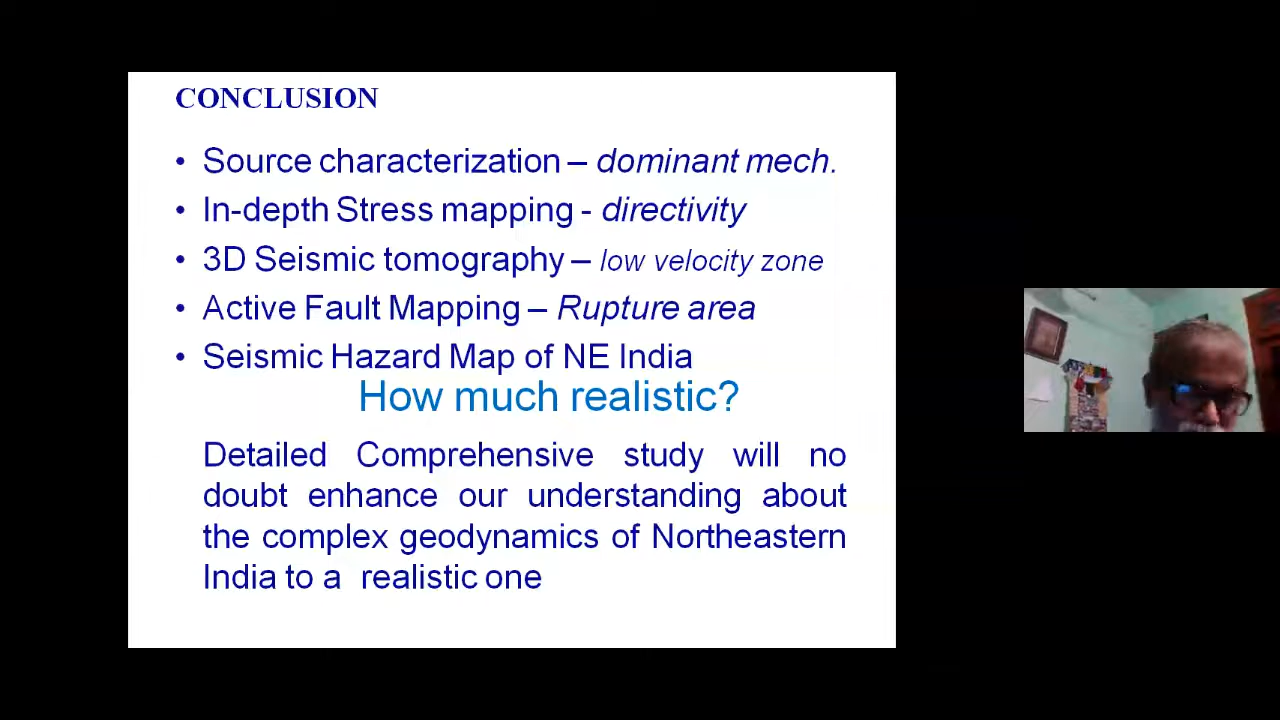 CONCLUSION
• Source characterization – dominant mech.
• In-depth Stress mapping - directivity
• 3D Seismic tomography – low velocity zone
• Active Fault Mapping – Rupture area
• Seismic Hazard Map of NE India
How much realistic?
Detailed Comprehensive study will no
doubt enhance our understanding about
the complex geodynamics of Northeastern
India to a realistic one